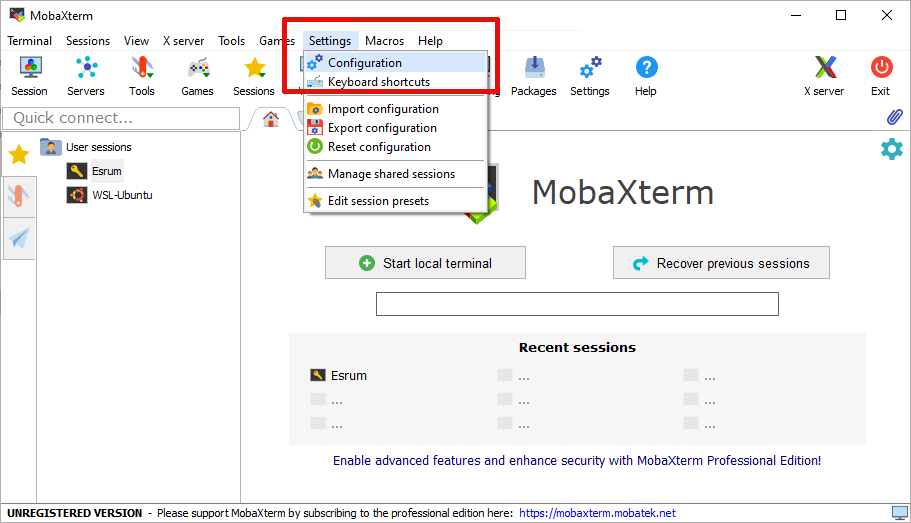 MobaXterm
Terminal Sessions View X server Tools Games Settings Macros Help
Session Servers Tools Games Sessions Packages Settings Help X server Exit
Configuration
Keyboard shortcuts
Import configuration
Export configuration
Reset configuration
Manage shared sessions
Edit session presets
Quick connect...
User sessions
Esrum
WSL-Ubuntu
MobaXterm
Start local terminal Recover previous sessions
Recent sessions
Esrum ... ...
... ... ...
... ... ...
Enable advanced features and enhance security with MobaXterm Professional Edition!
UNREGISTERED VERSION - Please support MobaXterm by subscribing to the professional edition here: https://mobaxterm.mobatek.net